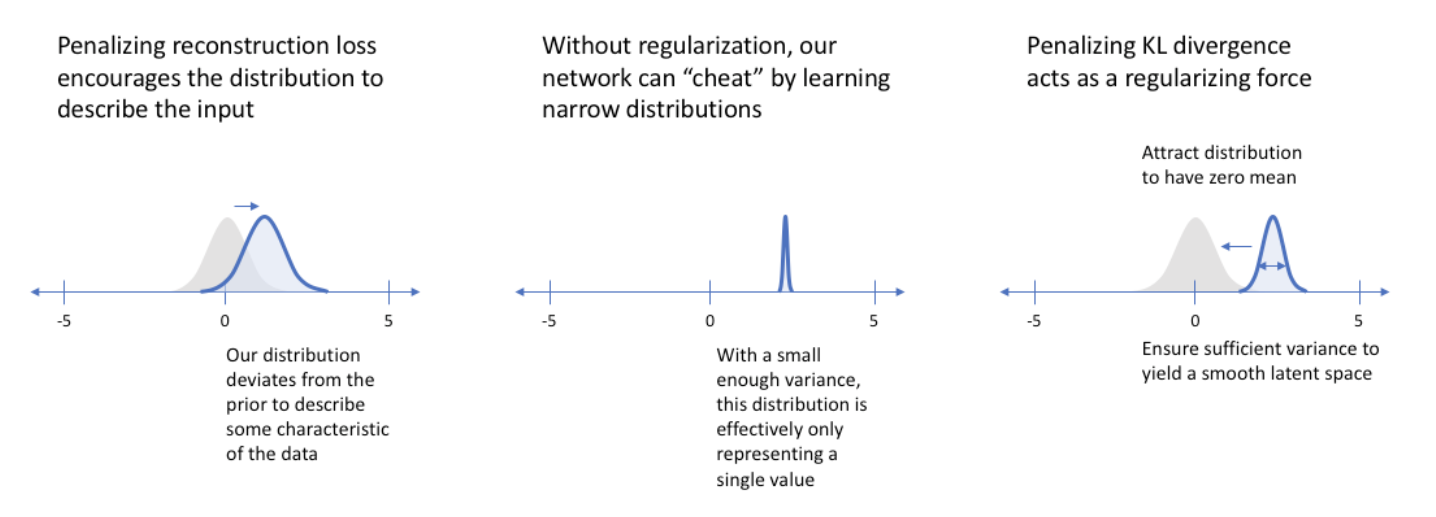 Penalizing reconstruction loss
encourages the distribution to
describe the input
-5
0
5
Our distribution
deviates from the
prior to describe
some characteristic
of the data
Without regularization, our
network can “cheat” by learning
narrow distributions
-5
0
5
With a small
enough variance,
this distribution is
effectively only
representing a
single value
Penalizing KL divergence
acts as a regularizing force
Attract distribution
to have zero mean
-5
0
5
Ensure sufficient variance to
yield a smooth latent space